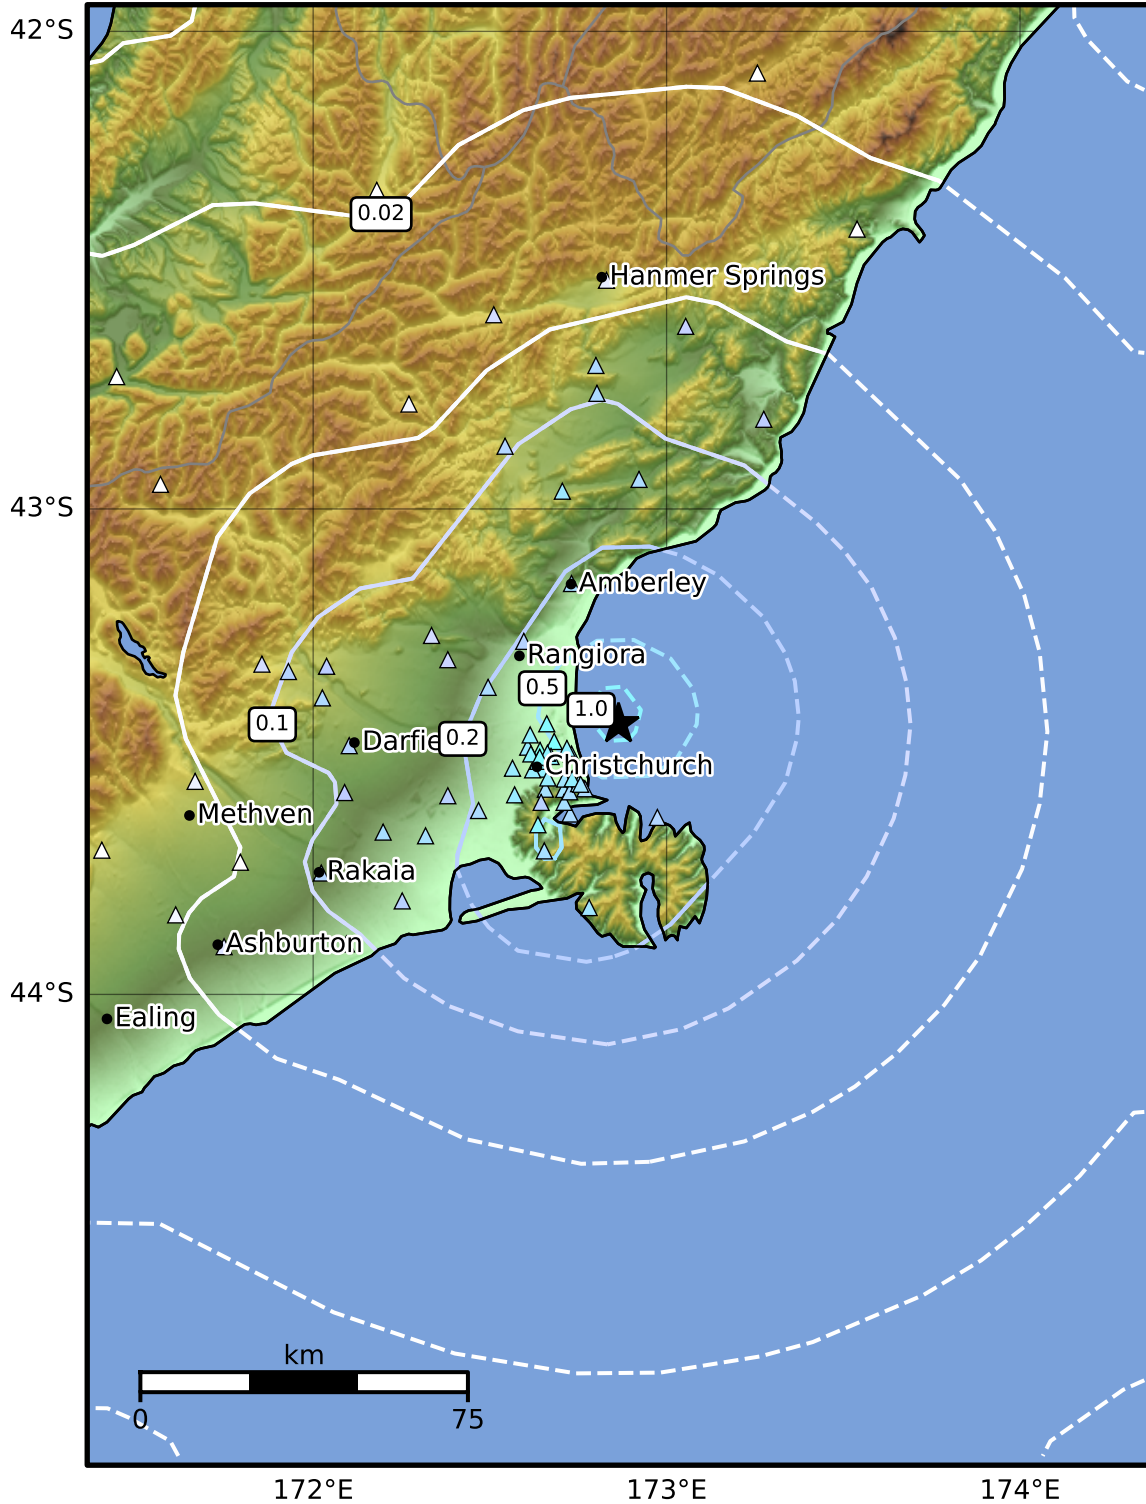 42°S
0.02
Hanmer Springs
43°S
Amberley
Rangiora
0.5
1.0
0.1
Darfie
0.2
Christchurch
Methven
Rakaia
Ashburton
44°S
Ealing
km
0
75
172°E
173°E
174°E